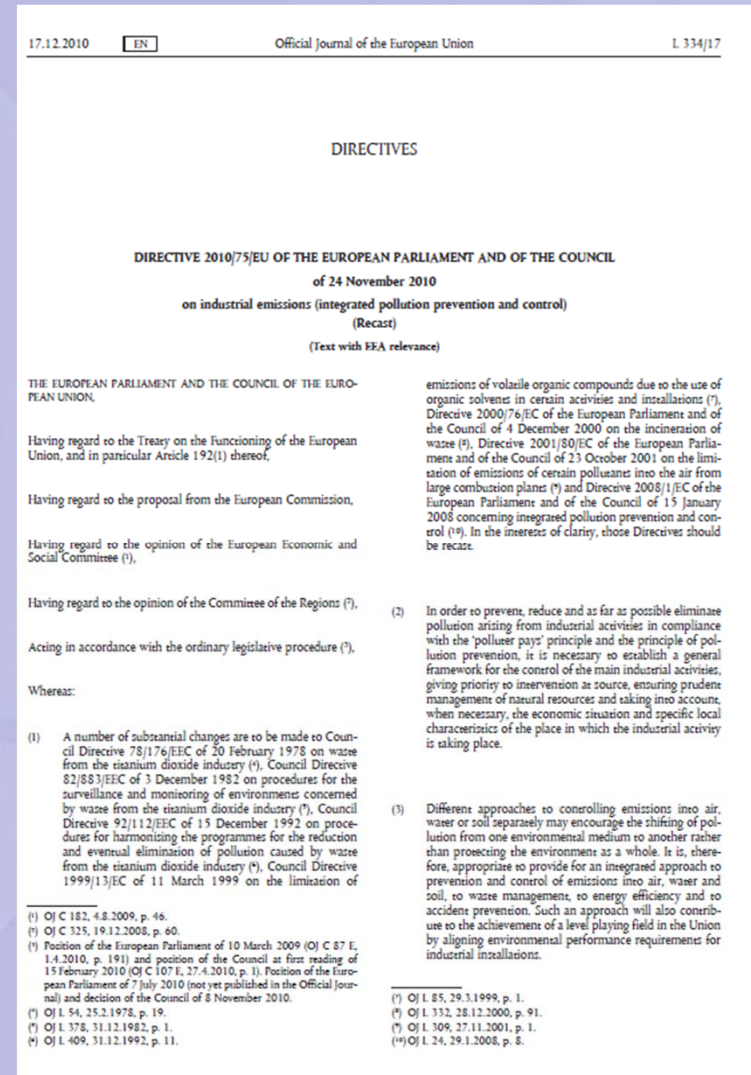 17.12.2010
EN
Official Journal of the European Union
L 334/17
DIRECTIVES
DIRECTIVE 2010/75/EU OF THE EUROPEAN PARLIAMENT AND OF THE COUNCIL
of 24 November 2010
on industrial emissions (integrated pollution prevention and control)
(Recast)
(Text with EEA relevance)
THE EUROPEAN PARLIAMENT AND THE COUNCIL OF THE EURO-
PEAN UNION,
Having regard to the Treaty on the Functioning of the European
Union, and in particular Article 192(1) thereof,
Having regard to the proposal from the European Commission,
Having regard to the opinion of the European Economic and
Social Committee (¹),
Having regard to the opinion of the Committee of the Regions (²),
Acting in accordance with the ordinary legislative procedure (³),
Whereas:
(1) A number of substantial changes are to be made to Coun-
cil Directive 78/176/EEC of 20 February 1978 on waste
from the titanium dioxide industry (⁴), Council Directive
82/883/EEC of 3 December 1982 on procedures for the
surveillance and monitoring of environments concerned
by waste from the titanium dioxide industry (⁵), Council
Directive 92/112/EEC of 15 December 1992 on proce-
dures for harmonising the programmes for the reduction
and eventual elimination of pollution caused by waste
from the titanium dioxide industry (⁶), Council Directive
1999/13/EC of 11 March 1999 on the limitation of
(¹) OJ C 182, 4.8.2009, p. 46.
(²) OJ C 325, 19.12.2008, p. 60.
(³) Position of the European Parliament of 10 March 2009 (OJ C 87 E,
1.4.2010, p. 191) and position of the Council at first reading of
15 February 2010 (OJ C 107 E, 27.4.2010, p. 1). Position of the Euro-
pean Parliament of 7 July 2010 (not yet published in the Official Jour-
nal) and decision of the Council of 8 November 2010.
(⁴) OJ L 54, 25.2.1978, p. 19.
(⁵) OJ L 378, 31.12.1982, p. 1.
(⁶) OJ L 409, 31.12.1992, p. 11.
emissions of volatile organic compounds due to the use of
organic solvents in certain activities and installations (⁷),
Directive 2000/76/EC of the European Parliament and of
the Council of 4 December 2000 on the incineration of
waste (⁸), Directive 2001/80/EC of the European Parlia-
ment and of the Council of 23 October 2001 on the limi-
tation of emissions of certain pollutants into the air from
large combustion plants (⁹) and Directive 2008/1/EC of the
European Parliament and of the Council of 15 January
2008 concerning integrated pollution prevention and con-
trol (¹⁰). In the interests of clarity, those Directives should
be recast.
(2) In order to prevent, reduce and as far as possible eliminate
pollution arising from industrial activities in compliance
with the ‘polluter pays’ principle and the principle of pol-
lution prevention, it is necessary to establish a general
framework for the control of the main industrial activities,
giving priority to intervention at source, ensuring prudent
management of natural resources and taking into account,
when necessary, the economic situation and specific local
characteristics of the place in which the industrial activity
is taking place.
(3) Different approaches to controlling emissions into air,
water or soil separately may encourage the shifting of pol-
lution from one environmental medium to another rather
than protecting the environment as a whole. It is, there-
fore, appropriate to provide for an integrated approach to
prevention and control of emissions into air, water and
soil, to waste management, to energy efficiency and to
accident prevention. Such an approach will also contrib-
ute to the achievement of a level playing field in the Union
by aligning environmental performance requirements for
industrial installations.
(⁷) OJ L 85, 29.3.1999, p. 1.
(⁸) OJ L 332, 28.12.2000, p. 91.
(⁹) OJ L 309, 27.11.2001, p. 1.
(¹⁰) OJ L 24, 29.1.2008, p. 8.